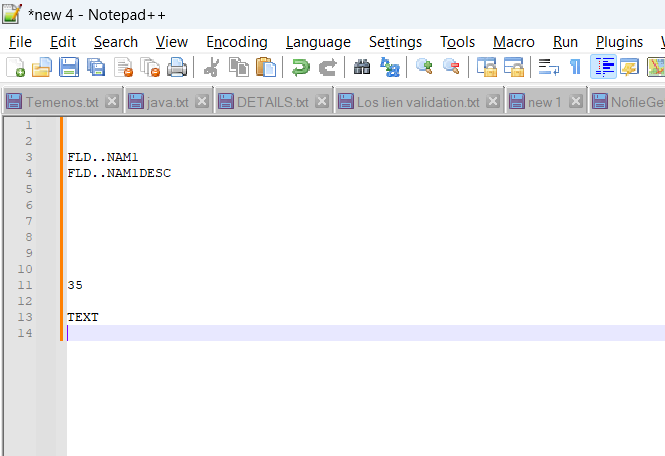 *new 4 - Notepad++
File Edit Search View Encoding Language Settings Tools Macro Run Plugins
Temenos.txt java.txt DETAILS.txt Los lien validation.txt new 1 NofileGe
1
2
3 FLD..NAM1
4 FLD..NAM1DESC
5
6
7
8
9
10
11 35
12
13 TEXT
14